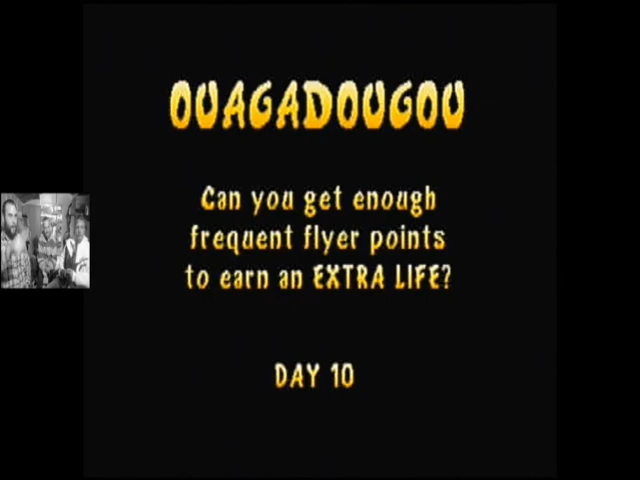 OUAGADOUGOU
Can you get enough
frequent flyer points
to earn an EXTRA LIFE?
DAY 10